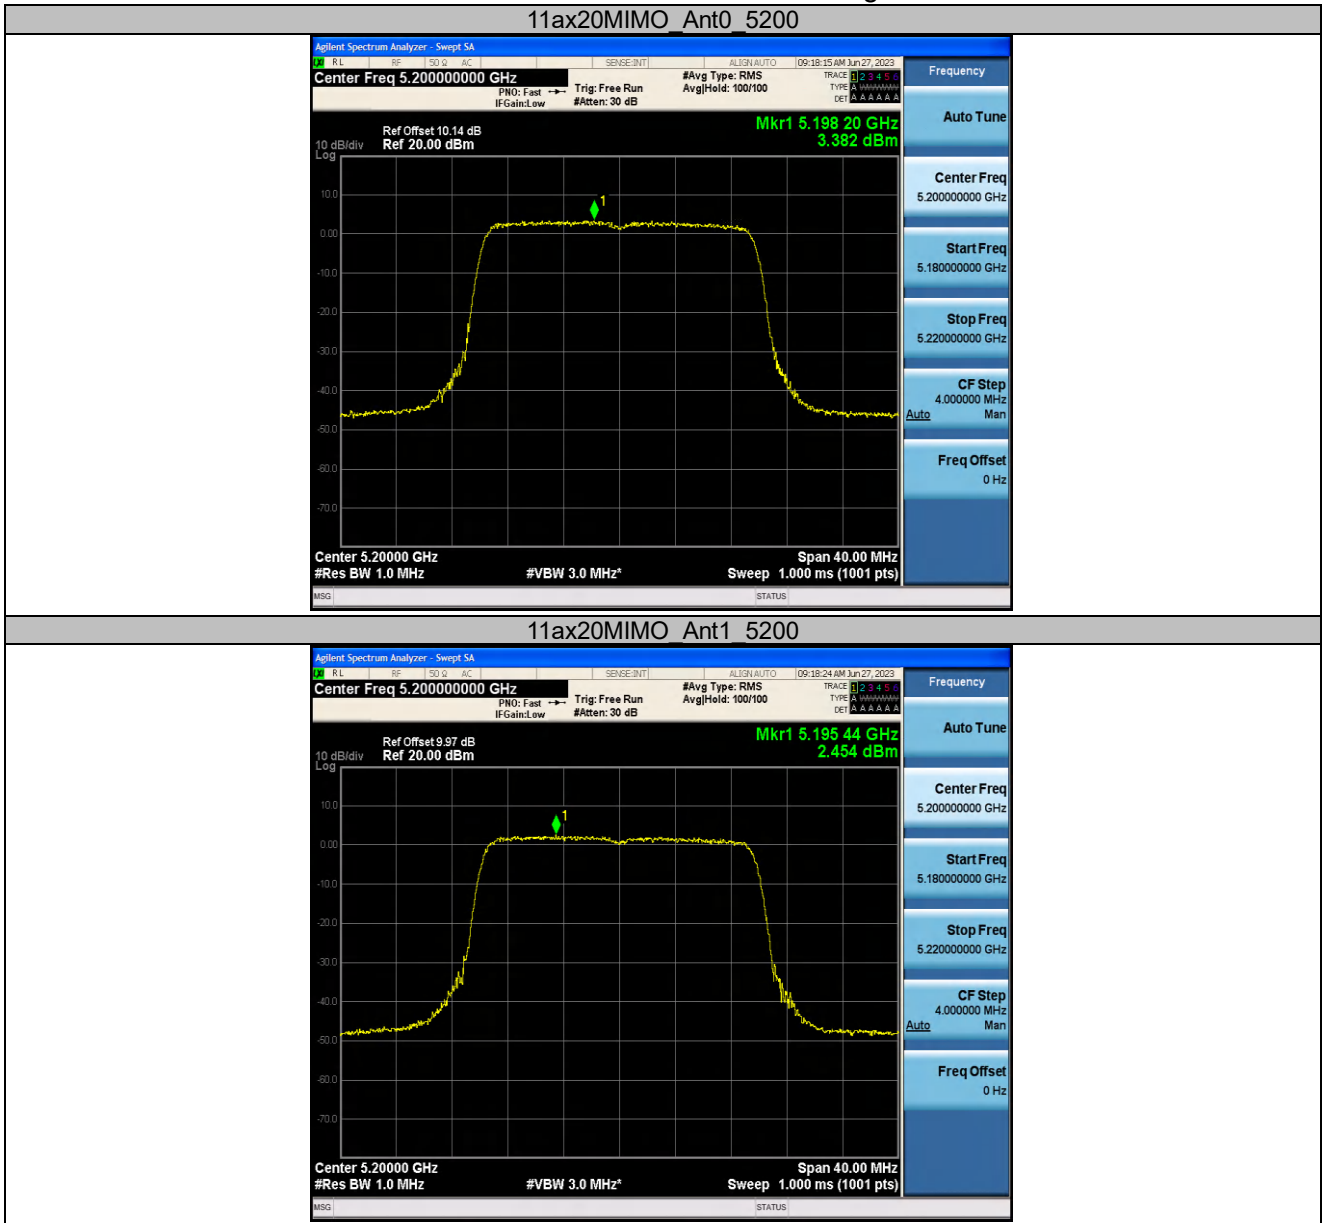 11ax20MIMO_Ant0_5200
Agilent Spectrum Analyzer - Swept SA
RL RF 50 Ω AC SENSE:INT ALIGN AUTO 09:18:15 AM Jun 27, 2023
Center Freq 5.200000000 GHz
PNO: Fast
IFGain:Low
Trig: Free Run
#Atten: 30 dB
#Avg Type: RMS
Avg|Hold: 100/100
TRACE 1 2 3 4 5 6
TYPE A
DET A A A A A A
Frequency
Mkr1 5.198 20 GHz
3.382 dBm
Ref Offset 10.14 dB
10 dB/div Ref 20.00 dBm
Log
1
10.0
0.00
-10.0
-20.0
-30.0
-40.0
-50.0
-60.0
-70.0
Auto Tune
Center Freq
5.200000000 GHz
Start Freq
5.180000000 GHz
Stop Freq
5.220000000 GHz
CF Step
4.000000 MHz
Auto Man
Freq Offset
0 Hz
Center 5.20000 GHz Span 40.00 MHz
#Res BW 1.0 MHz #VBW 3.0 MHz* Sweep 1.000 ms (1001 pts)
MSG STATUS
11ax20MIMO_Ant1_5200
Agilent Spectrum Analyzer - Swept SA
RL RF 50 Ω AC SENSE:INT ALIGN AUTO 09:18:24 AM Jun 27, 2023
Center Freq 5.200000000 GHz
PNO: Fast
IFGain:Low
Trig: Free Run
#Atten: 30 dB
#Avg Type: RMS
Avg|Hold: 100/100
TRACE 1 2 3 4 5 6
TYPE A
DET A A A A A A
Frequency
Mkr1 5.195 44 GHz
2.454 dBm
Ref Offset 9.97 dB
10 dB/div Ref 20.00 dBm
Log
1
10.0
0.00
-10.0
-20.0
-30.0
-40.0
-50.0
-60.0
-70.0
Auto Tune
Center Freq
5.200000000 GHz
Start Freq
5.180000000 GHz
Stop Freq
5.220000000 GHz
CF Step
4.000000 MHz
Auto Man
Freq Offset
0 Hz
Center 5.20000 GHz Span 40.00 MHz
#Res BW 1.0 MHz #VBW 3.0 MHz* Sweep 1.000 ms (1001 pts)
MSG STATUS